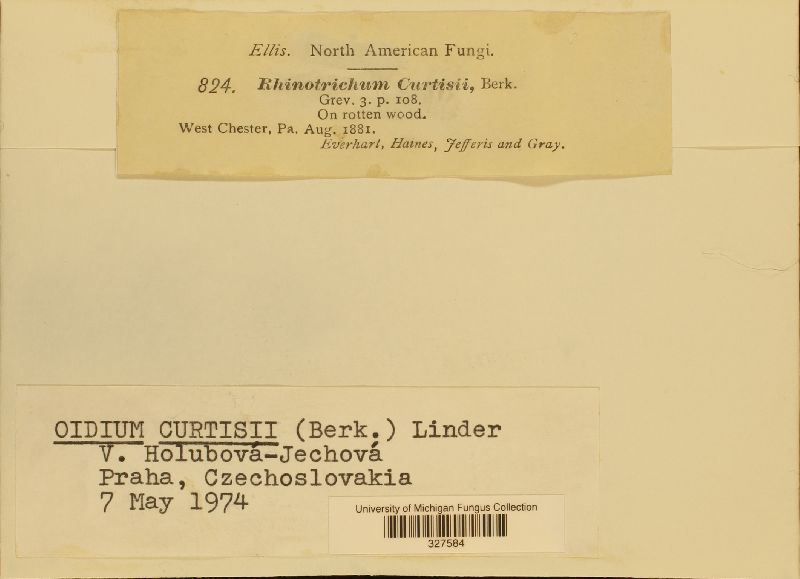 Ellis. North American Fungi.
824. Rhinotrichum Curtisii, Berk.
Grev. 3. p. 108.
On rotten wood.
West Chester, Pa. Aug. 1881.
Everhart, Haines, Jefferis and Gray.
OIDIUM CURTISII (Berk.) Linder
V. Holubová-Jechová
Praha, Czechoslovakia
7 May 1974
University of Michigan Fungus Collection
327584